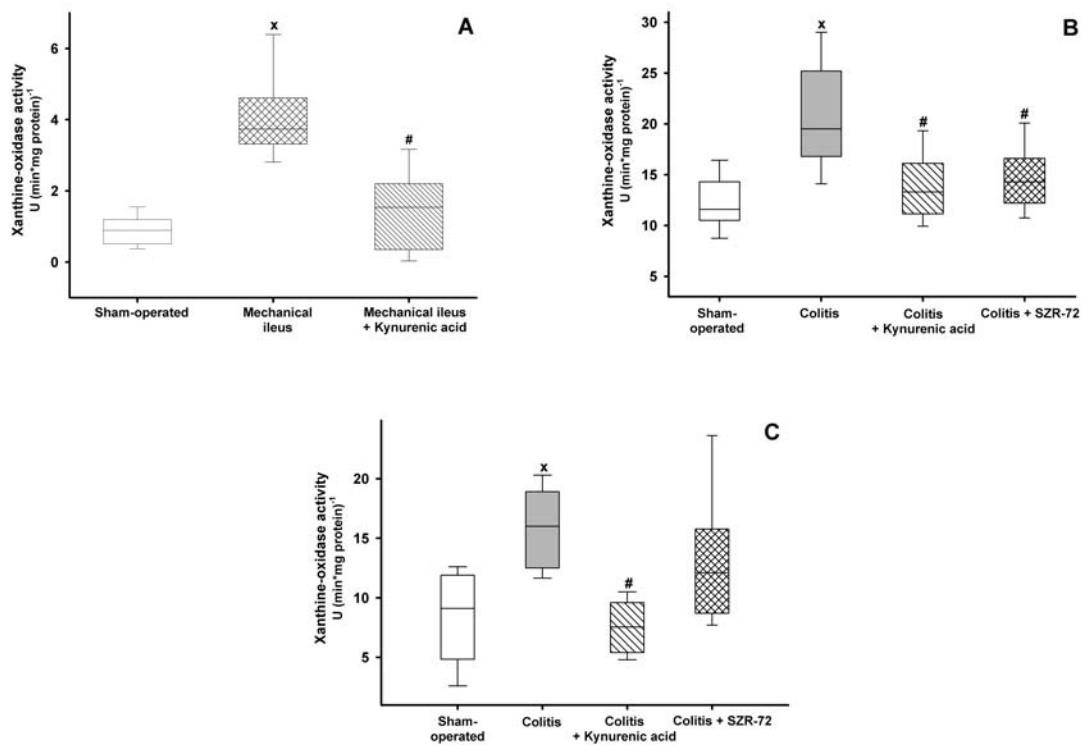 A
Xanthine-oxidase activity
U (min*mg protein)-1
6
4
2
0
x
#
Sham-operated
Mechanical
ileus
Mechanical ileus
+ Kynurenic acid
B
Xanthine-oxidase activity
U (min*mg protein)-1
30
25
20
15
10
5
x
#
#
Sham-
operated
Colitis
Colitis
+ Kynurenic acid
Colitis + SZR-72
C
Xanthine-oxidase activity
U (min*mg protein)-1
20
15
10
5
x
#
Sham-
operated
Colitis
Colitis
+ Kynurenic acid
Colitis + SZR-72